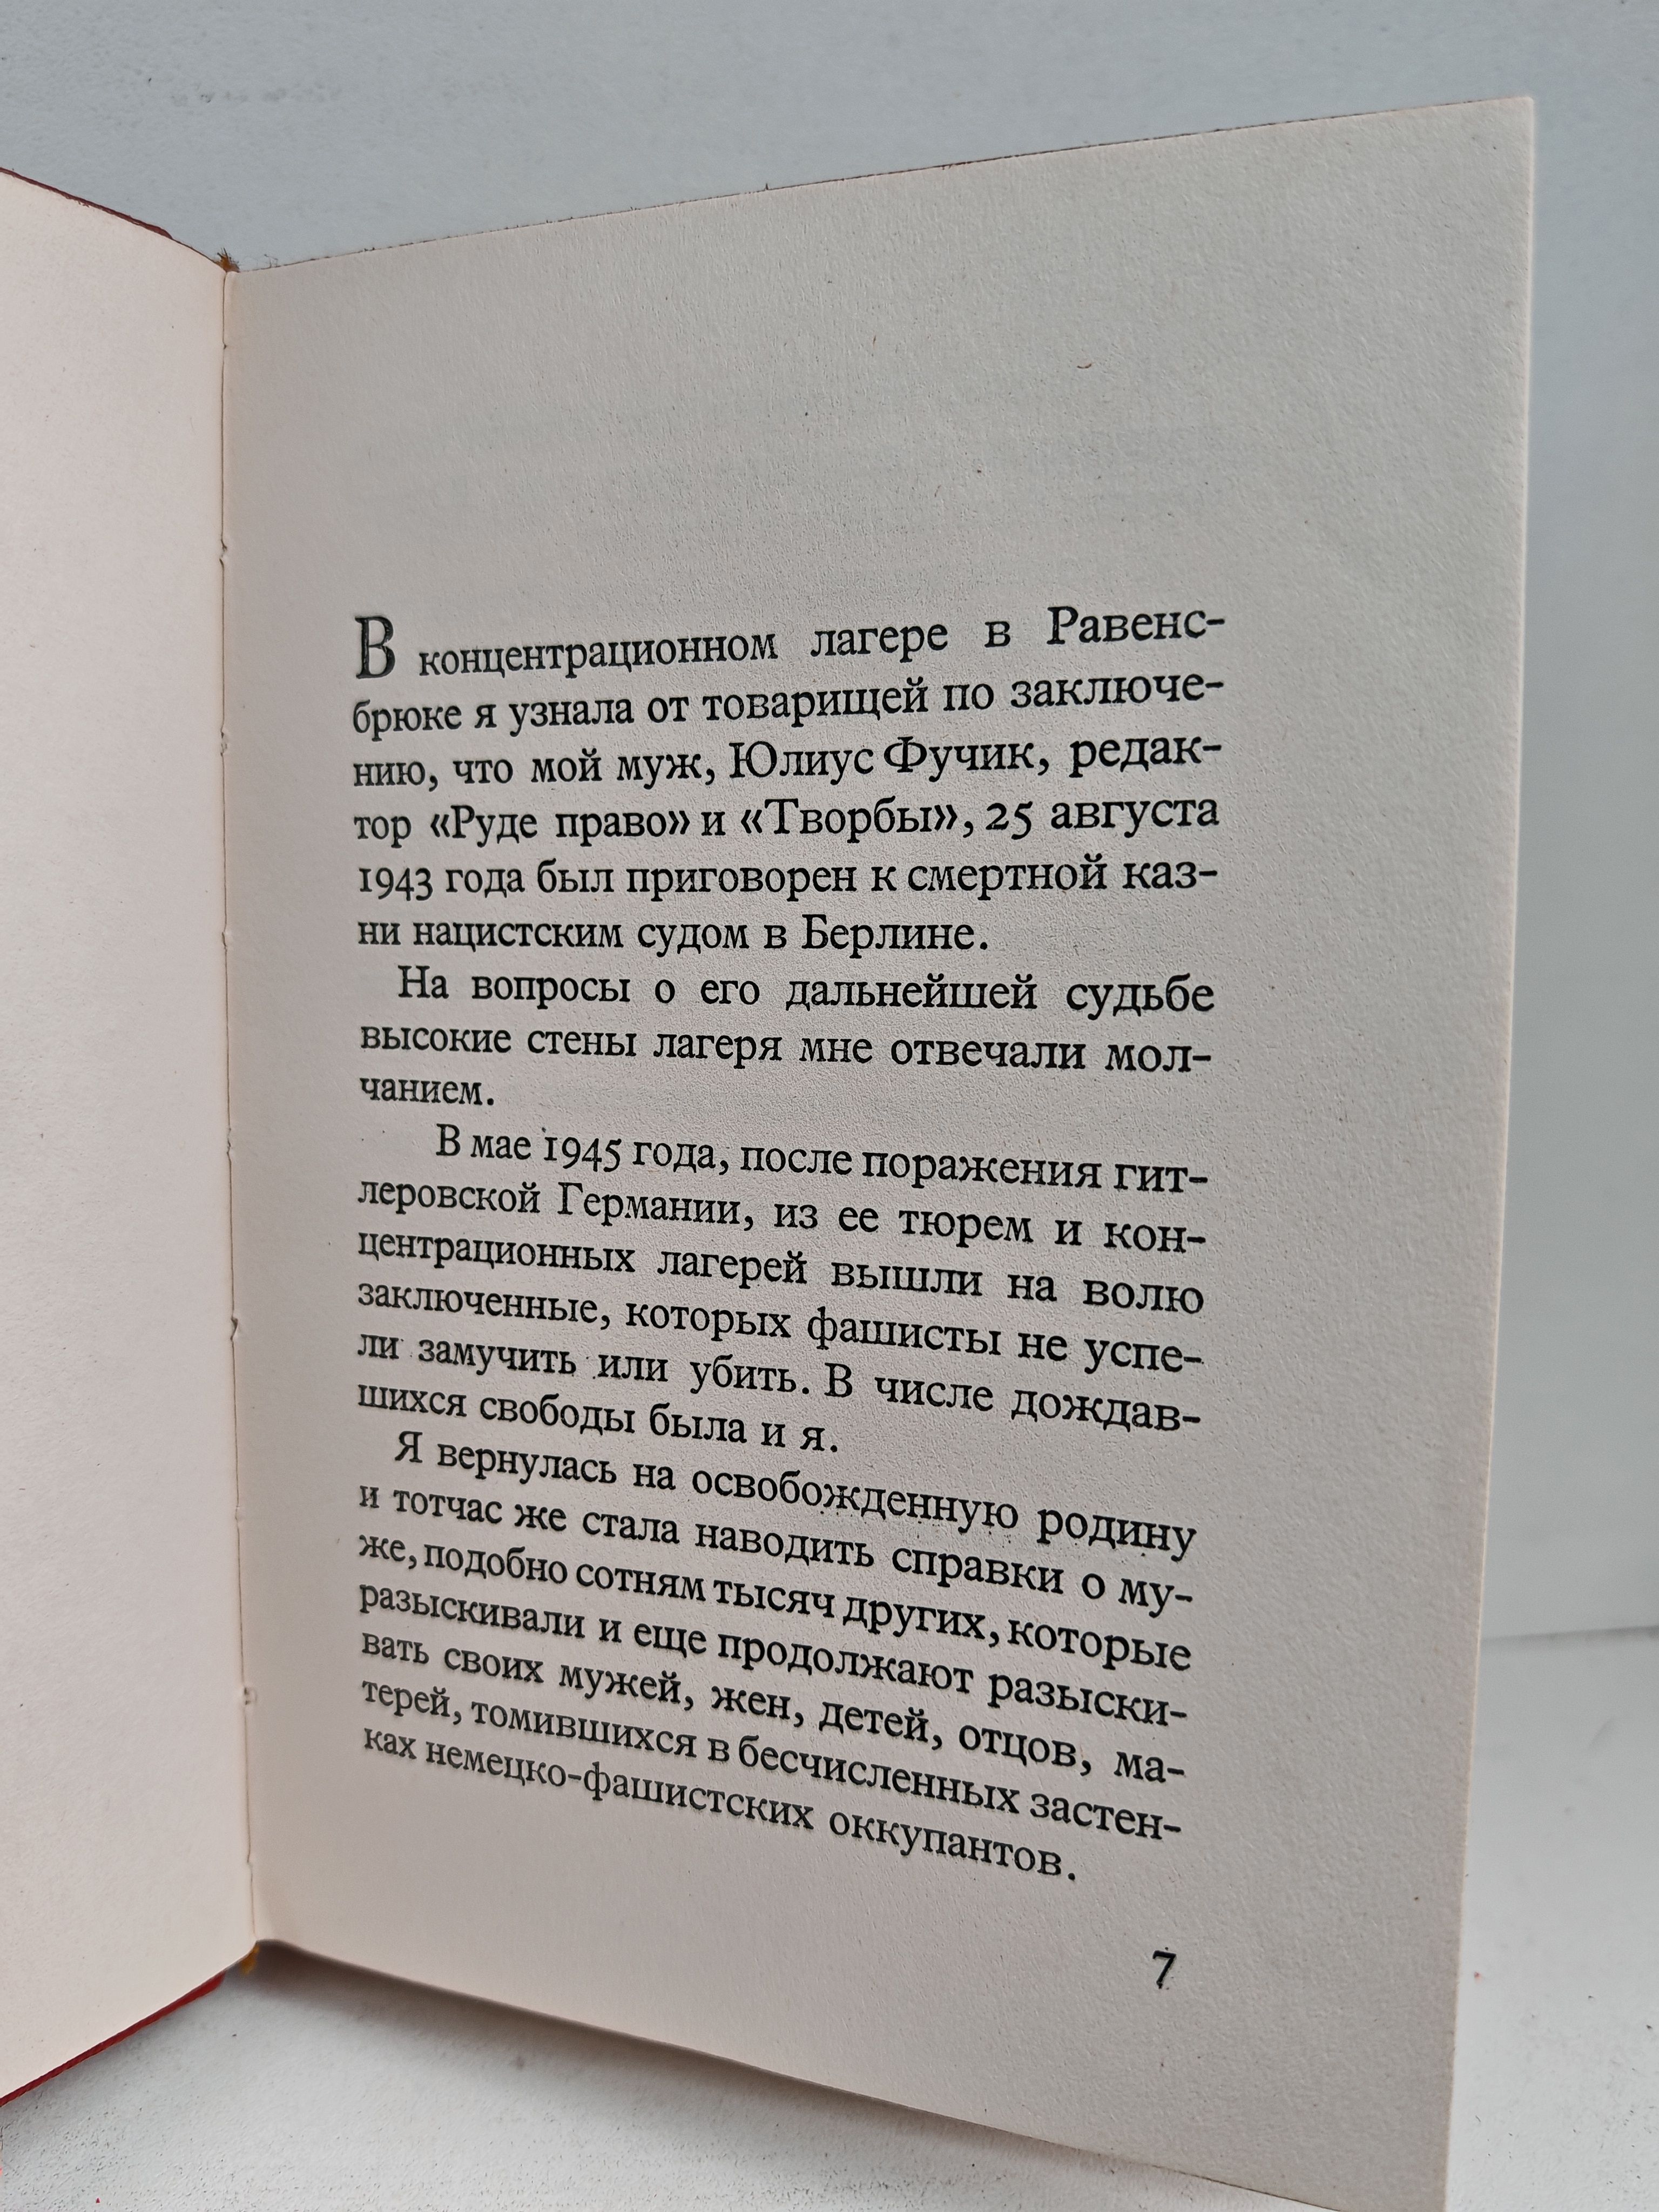 В концентрационном лагере в Равенс-
брюке я узнала от товарищей по заключе-
нию, что мой муж, Юлиус Фучик, редак-
тор «Руде право» и «Творбы», 25 августа
1943 года был приговорен к смертной каз-
ни нацистским судом в Берлине.
На вопросы о его дальнейшей судьбе
высокие стены лагеря мне отвечали мол-
чанием.
В мае 1945 года, после поражения гит-
леровской Германии, из ее тюрем и кон-
центрационных лагерей вышли на волю
заключенные, которых фашисты не успе-
ли замучить или убить. В числе дождав-
шихся свободы была и я.
Я вернулась на освобожденную родину
и тотчас же стала наводить справки о му-
же, подобно сотням тысяч других, которые
разыскивали и еще продолжают разыски-
вать своих мужей, жен, детей, отцов, ма-
терей, томившихся в бесчисленных застен-
ках немецко-фашистских оккупантов.
7